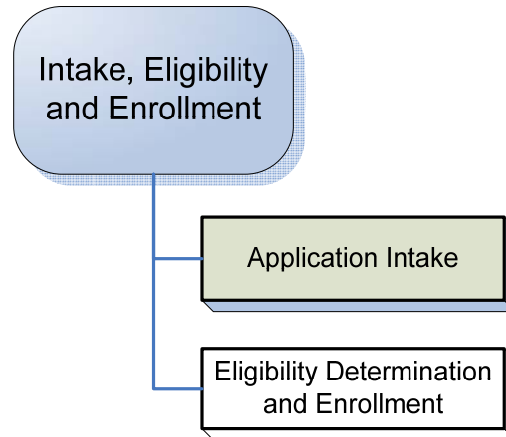 Intake, Eligibility
and Enrollment
Application Intake
Eligibility Determination
and Enrollment